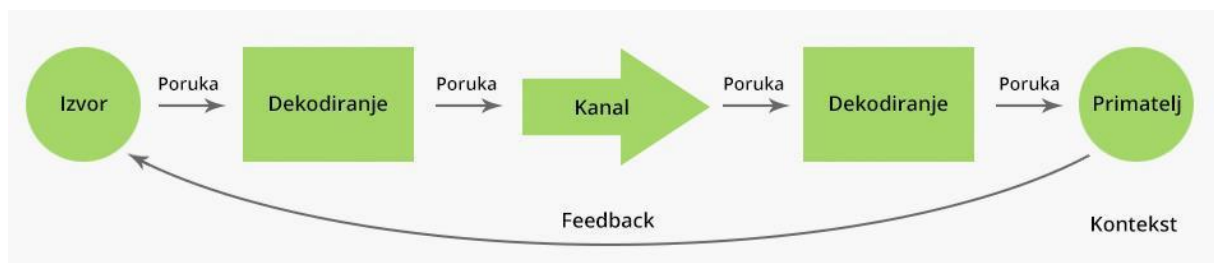 Izvor
Poruka
Dekodiranje
Poruka
Kanal
Poruka
Dekodiranje
Poruka
Primatelj
Feedback
Kontekst